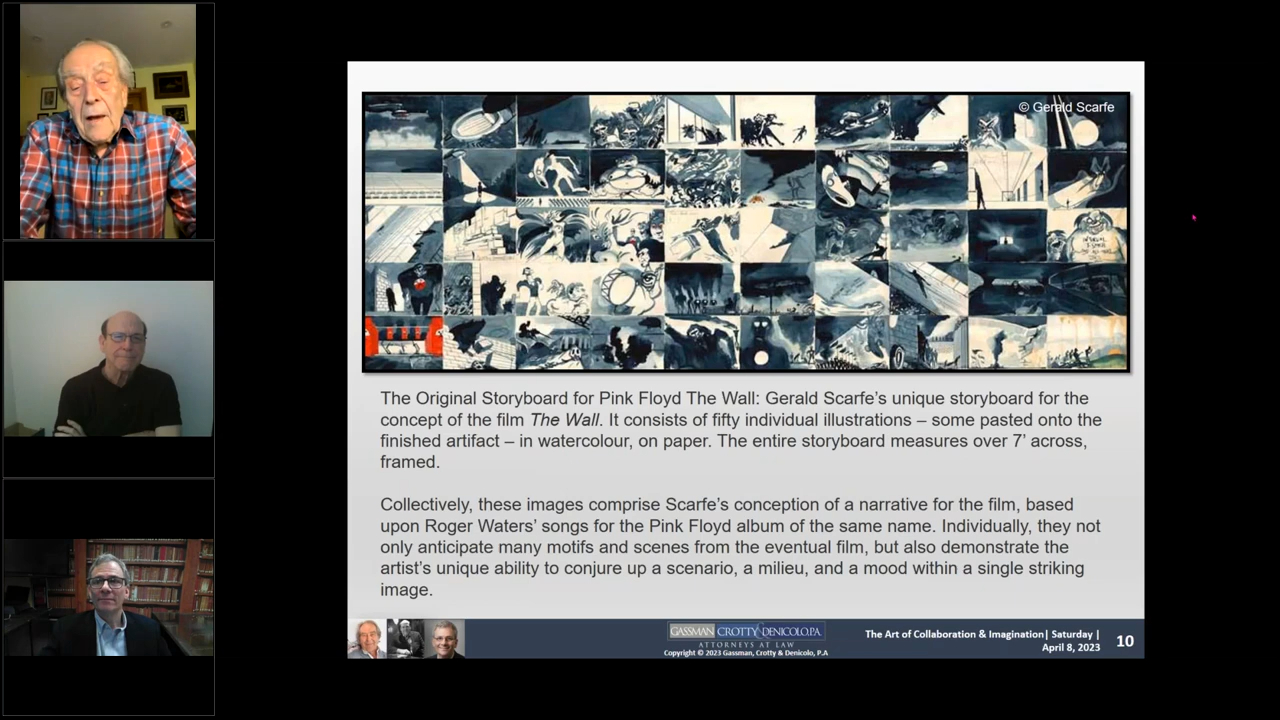 © Gerald Scarfe
The Original Storyboard for Pink Floyd The Wall: Gerald Scarfe’s unique storyboard for the
concept of the film The Wall. It consists of fifty individual illustrations – some pasted onto the
finished artifact – in watercolour, on paper. The entire storyboard measures over 7’ across,
framed.
Collectively, these images comprise Scarfe’s conception of a narrative for the film, based
upon Roger Waters’ songs for the Pink Floyd album of the same name. Individually, they not
only anticipate many motifs and scenes from the eventual film, but also demonstrate the
artist’s unique ability to conjure up a scenario, a milieu, and a mood within a single striking
image.
GASSMAN CROTTY & DENICOLO, P.A.
ATTORNEYS AT LAW
Copyright © 2023 Gassman, Crotty & Denicolo, P.A
The Art of Collaboration & Imagination| Saturday |
April 8, 2023
10